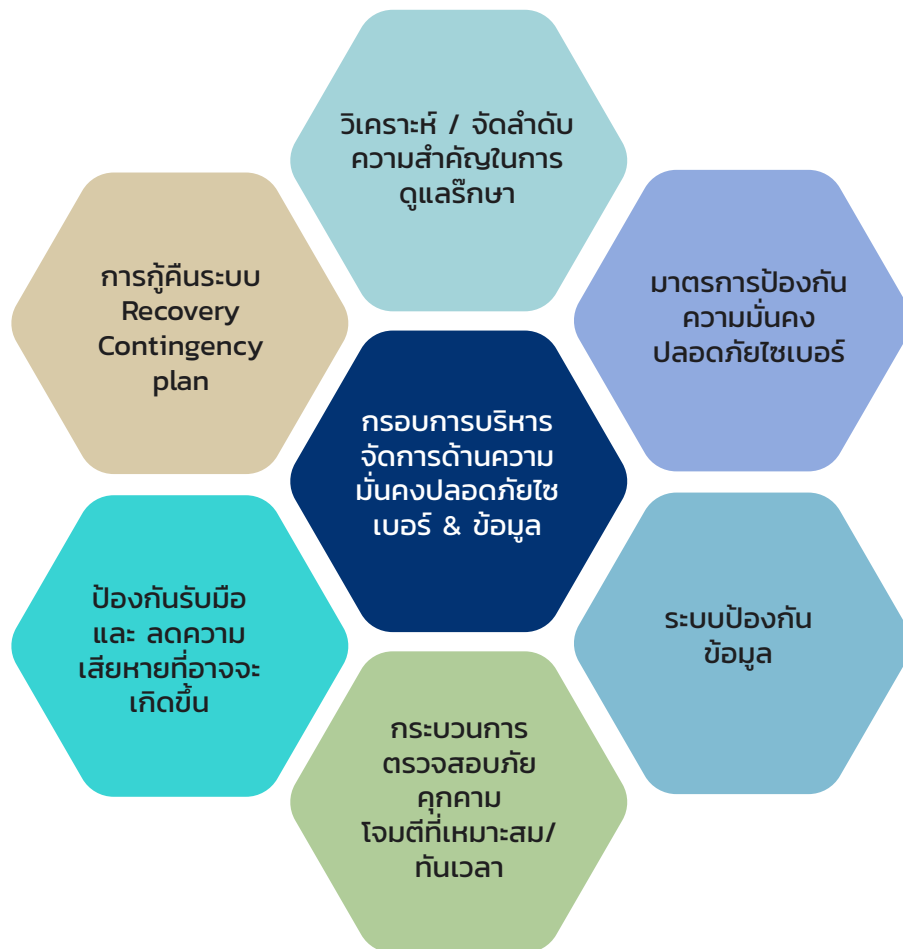 วิเคราะห์ / จัดลำดับ
ความสำคัญในการ
ดูแลรึกษา
มาตรการป้องกัน
ความมั่นคง
ปลอดภัยไซเบอร์
ระบบป้องกัน
ข้อมูล
กระบวนการ
ตรวจสอบภัย
คุกคาม
โจมตีที่เหมาะสม/
ทันเวลา
ป้องกันรับมือ
และ ลดความ
เสียหายที่อาจจะ
เกิดขึ้น
การกู้คืนระบบ
Recovery
Contingency
plan
กรอบการบริหาร
จัดการด้านความ
มั่นคงปลอดภัยไซ
เบอร์ & ข้อมูล